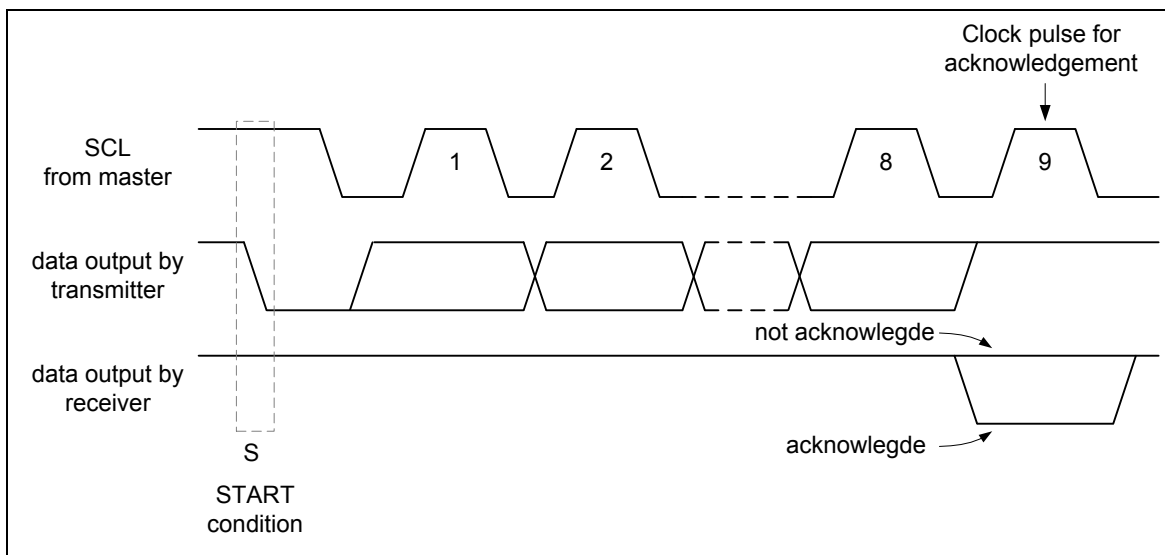 Clock pulse for
acknowledgement
SCL
from master
1
2
8
9
data output by
transmitter
not acknowlegde
data output by
receiver
acknowlegde
S
START
condition